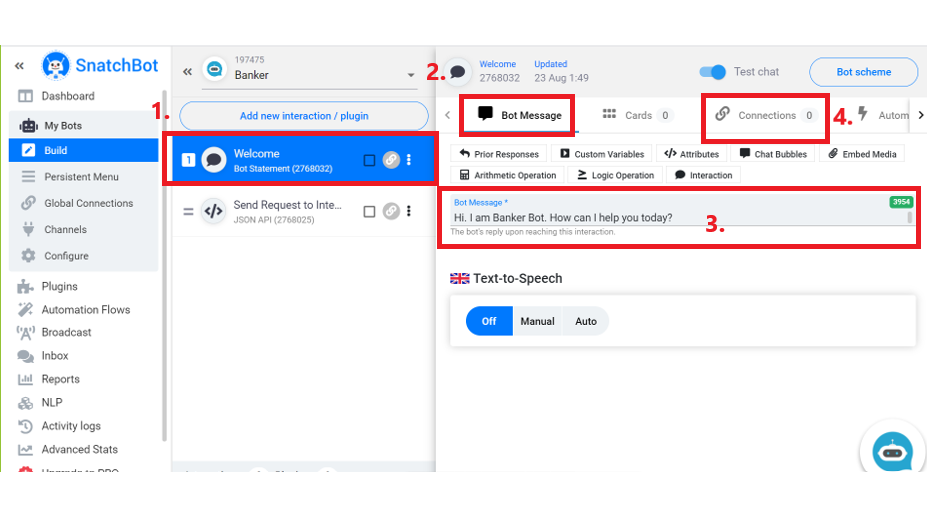 SnatchBot
Dashboard
My Bots
Build
Persistent Menu
Global Connections
Channels
Configure
Plugins
Automation Flows
Broadcast
Inbox
Reports
NLP
Activity logs
Advanced Stats
1.
197475
Banker
Add new interaction / plugin
1 Welcome
Bot Statement (2768032)
Send Request to Inte...
JSON API (2768025)
2.
Welcome Updated
2768032 23 Aug 1:49
Test chat
Bot scheme
Bot Message
Cards 0
Connections 0
4.
Autom
Prior Responses Custom Variables Attributes Chat Bubbles Embed Media
Arithmetic Operation Logic Operation Interaction
Bot Message * 3954
Hi. I am Banker Bot. How can I help you today?
3.
The bot's reply upon reaching this interaction.
Text-to-Speech
Off Manual Auto